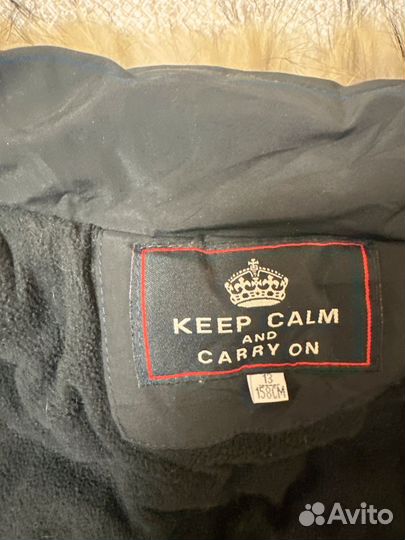 KEEP CALM
AND
CARRY ON
13
158CM
Avito